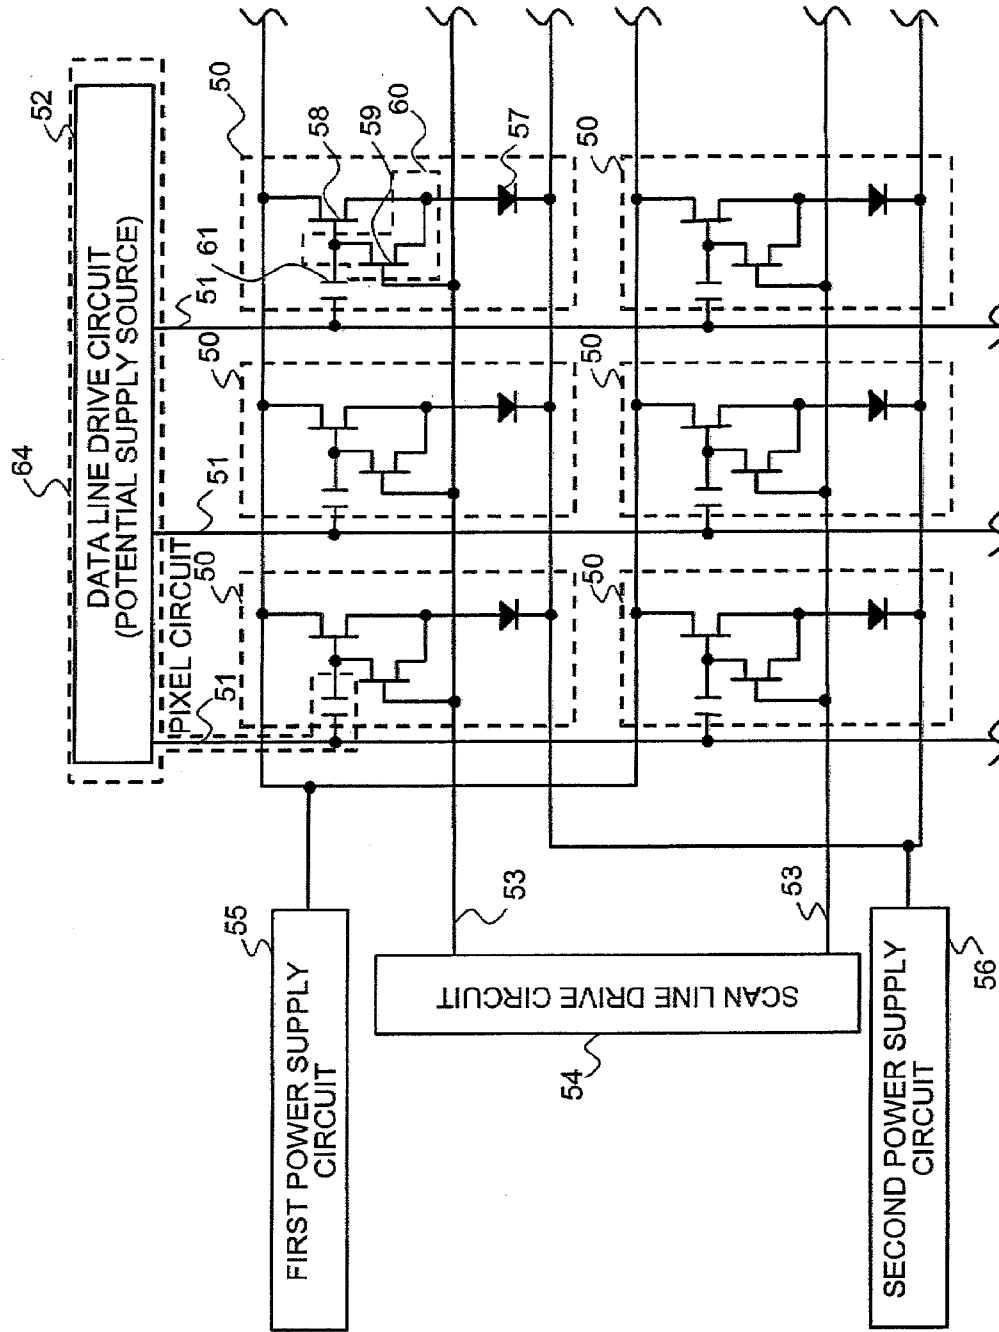 64
52
DATA LINE DRIVE CIRCUIT
(POTENTIAL SUPPLY SOURCE)
PIXEL CIRCUIT
51
50
51
50
51, 61
50
58
59
60
57
50
50
50
53
53
55
FIRST POWER SUPPLY
CIRCUIT
SCAN LINE DRIVE CIRCUIT
54
SECOND POWER SUPPLY
CIRCUIT
56